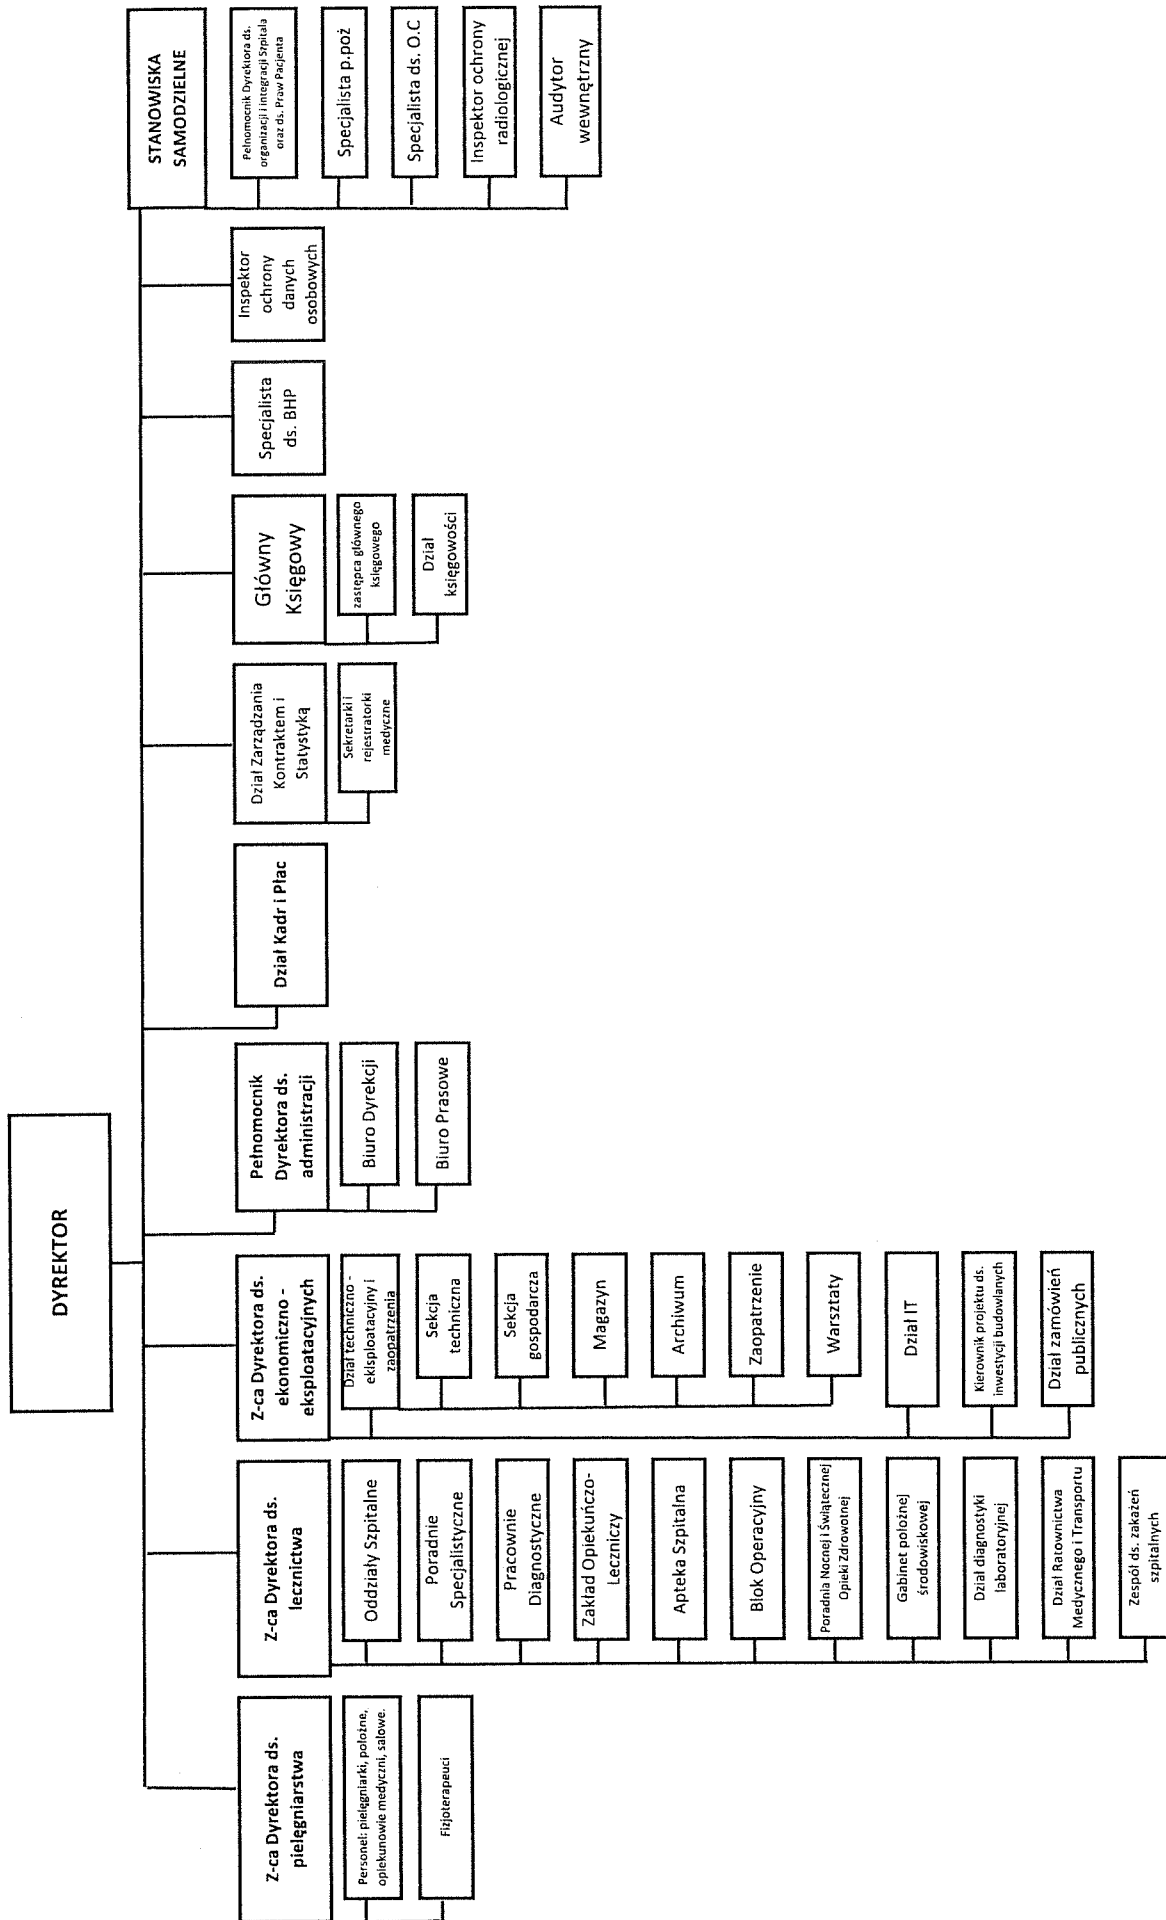 DYREKTOR
Z-ca Dyrektora ds.
pielęgniarstwa
Personel: pielęgniarki, położne,
opiekunowie medyczni, salowe.
Fizjoterapeuci
Z-ca Dyrektora ds.
lecznictwa
Oddziały Szpitalne
Poradnie
Specjalistyczne
Pracownie
Diagnostyczne
Zakład Opiekuńczo-
Leczniczy
Apteka Szpitalna
Blok Operacyjny
Poradnia Nocnej i Świątecznej
Opieki Zdrowotnej
Gabinet położnej
środowiskowej
Dział diagnostyki
laboratoryjnej
Dział Ratownictwa
Medycznego i Transportu
Zespół ds. zakażeń
szpitalnych
Z-ca Dyrektora ds.
ekonomiczno -
eksploatacyjnych
Dział techniczno -
eklsploatacyjny i
zaopatrzenia
Sekcja
techniczna
Sekcja
gospodarcza
Magazyn
Archiwum
Zaopatrzenie
Warsztaty
Dział IT
Kierownik projektu ds.
inwestycji budowlanych
Dział zamówień
publicznych
Pełnomocnik
Dyrektora ds.
administracji
Biuro Dyrekcji
Biuro Prasowe
Dział Kadr i Płac
Dział Zarządzania
Kontraktem i
Statystyką
Sekretarki i
rejestratorki
medyczne
Główny
Księgowy
zastępca głównego
księgowego
Dział
księgowości
Specjalista
ds. BHP
Inspektor
ochrony
danych
osobowych
STANOWISKA
SAMODZIELNE
Pełnomocnik Dyrektora ds.
organizacji i integracji Szpitala
oraz ds. Praw Pacjenta
Specjalista p.poż
Specjalista ds. O.C
Inspektor ochrony
radiologicznej
Audytor
wewnętrzny